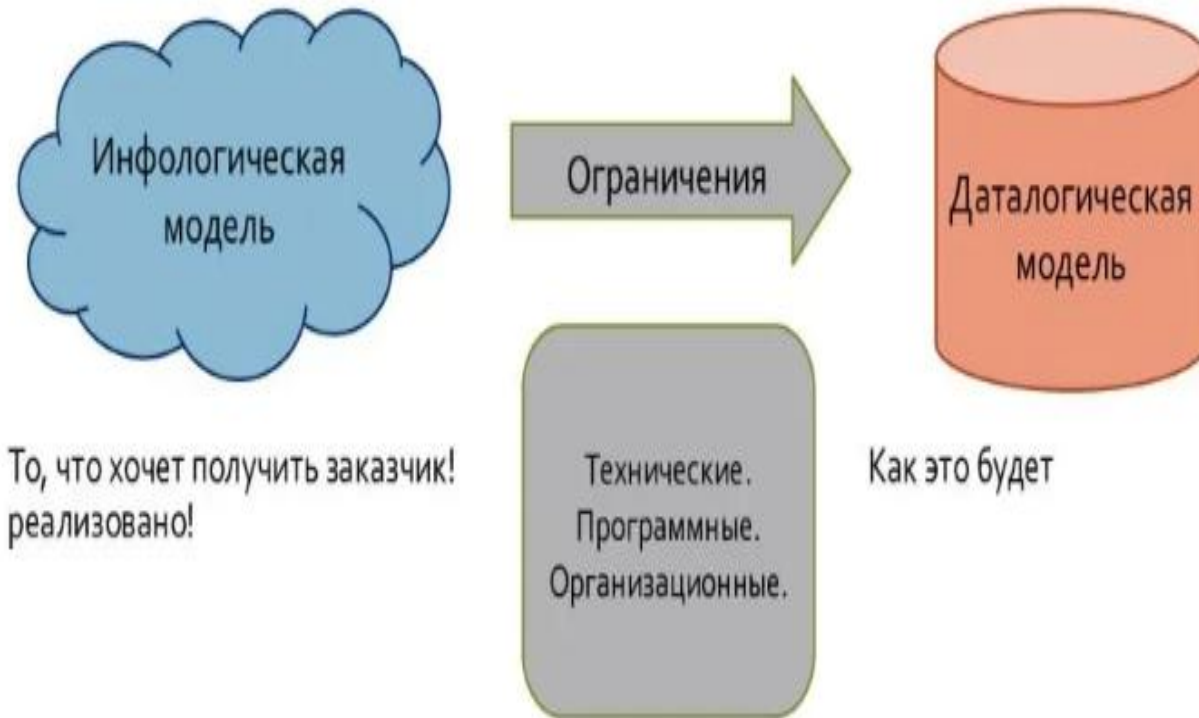 Инфологическая
модель
Ограничения
Даталогическая
модель
То, что хочет получить заказчик!
реализовано!
Технические.
Программные.
Организационные.
Как это будет